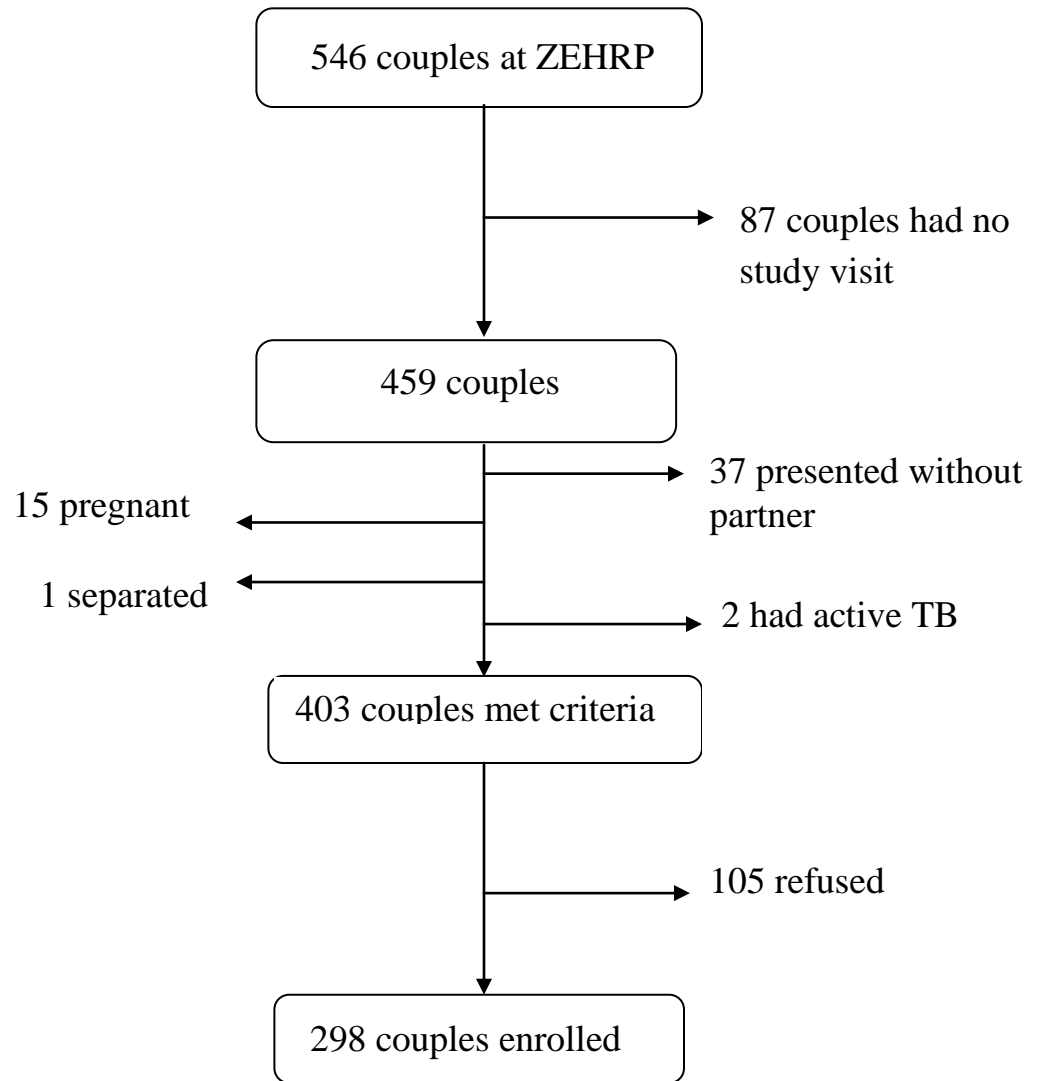 546 couples at ZEHRP
87 couples had no
study visit
459 couples
37 presented without
partner
15 pregnant
1 separated
2 had active TB
403 couples met criteria
105 refused
298 couples enrolled